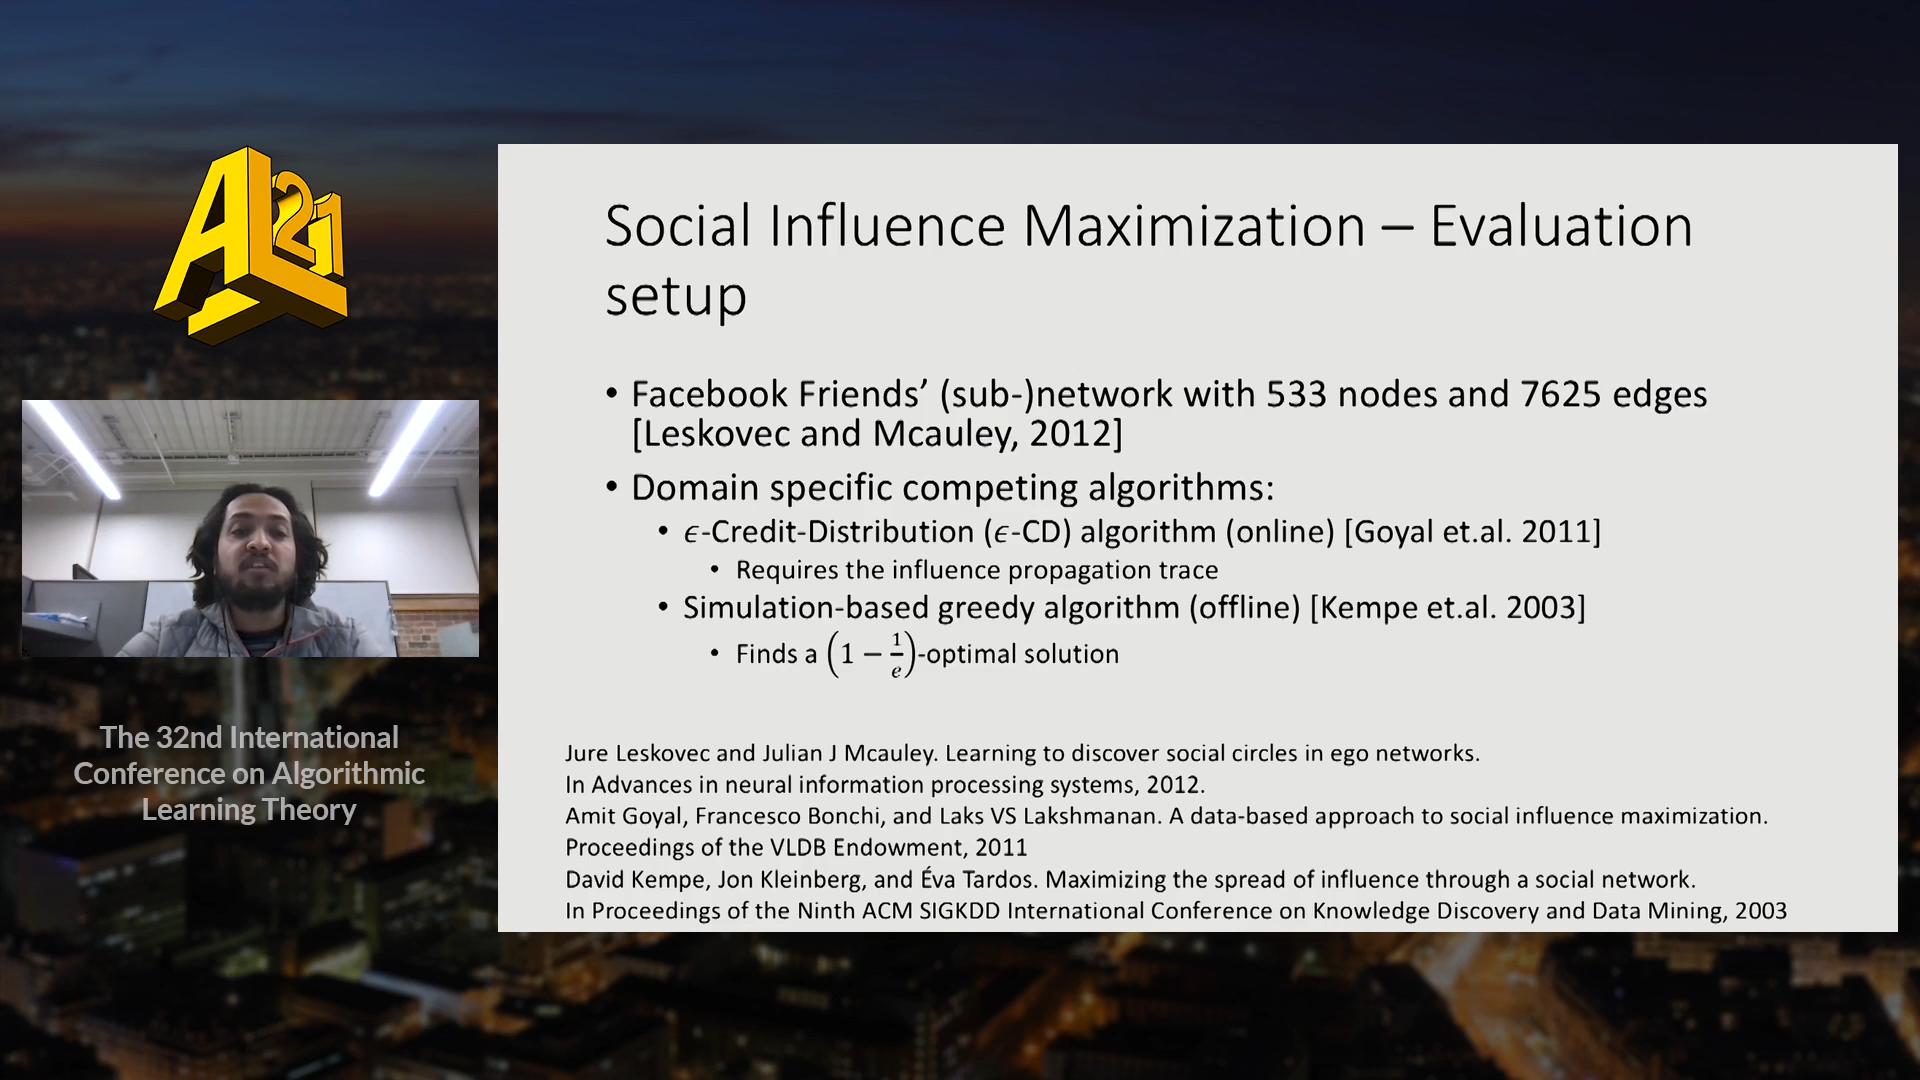 ALT
21
The 32nd International
Conference on Algorithmic
Learning Theory
Social Influence Maximization – Evaluation
setup
• Facebook Friends’ (sub-)network with 533 nodes and 7625 edges
[Leskovec and Mcauley, 2012]
• Domain specific competing algorithms:
• ϵ-Credit-Distribution (ϵ-CD) algorithm (online) [Goyal et.al. 2011]
• Requires the influence propagation trace
• Simulation-based greedy algorithm (offline) [Kempe et.al. 2003]
• Finds a (1 − 1/e)-optimal solution
Jure Leskovec and Julian J Mcauley. Learning to discover social circles in ego networks.
In Advances in neural information processing systems, 2012.
Amit Goyal, Francesco Bonchi, and Laks VS Lakshmanan. A data-based approach to social influence maximization.
Proceedings of the VLDB Endowment, 2011
David Kempe, Jon Kleinberg, and Éva Tardos. Maximizing the spread of influence through a social network.
In Proceedings of the Ninth ACM SIGKDD International Conference on Knowledge Discovery and Data Mining, 2003